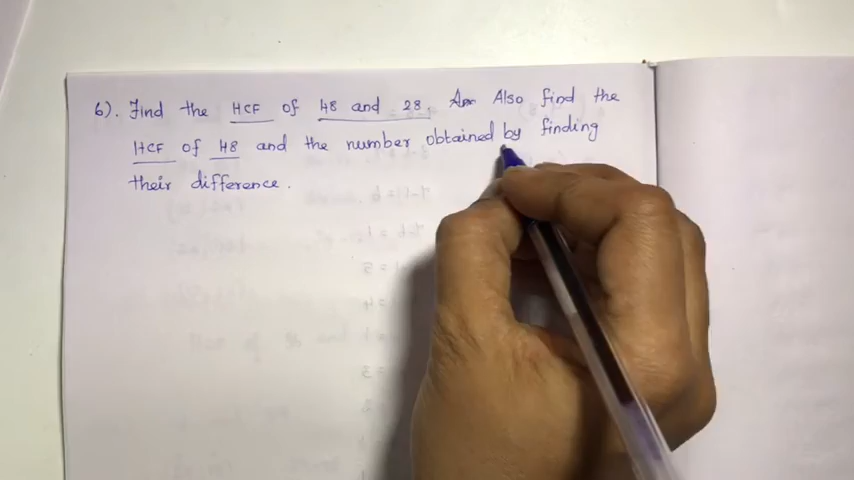 6). Find the HCF of 48 and 28. An Also find the
HCF of 48 and the number obtained by finding
their difference.